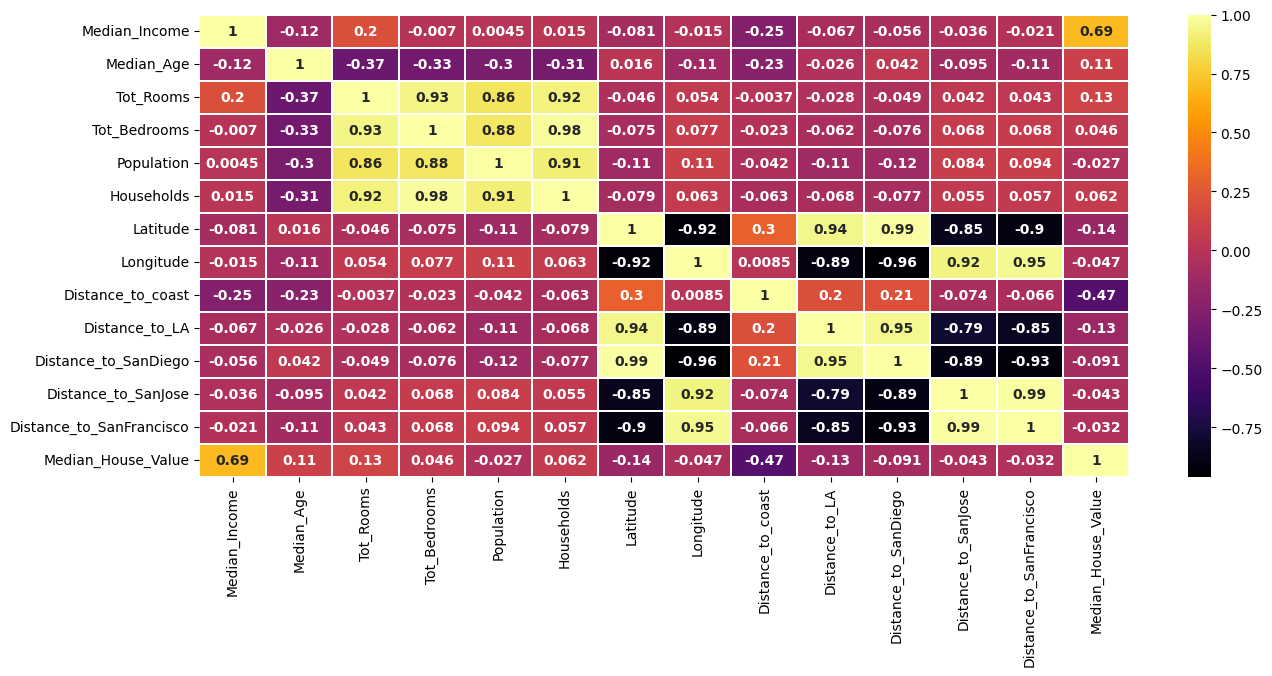 Median_Income 1 -0.12 0.2 -0.007 0.0045 0.015 -0.081 -0.015 -0.25 -0.067 -0.056 -0.036 -0.021 0.69
Median_Age -0.12 1 -0.37 -0.33 -0.3 -0.31 0.016 -0.11 -0.23 -0.026 0.042 -0.095 -0.11 0.11
Tot_Rooms 0.2 -0.37 1 0.93 0.86 0.92 -0.046 0.054 -0.0037 -0.028 -0.049 0.042 0.043 0.13
Tot_Bedrooms -0.007 -0.33 0.93 1 0.88 0.98 -0.075 0.077 -0.023 -0.062 -0.076 0.068 0.068 0.046
Population 0.0045 -0.3 0.86 0.88 1 0.91 -0.11 0.11 -0.042 -0.11 -0.12 0.084 0.094 -0.027
Households 0.015 -0.31 0.92 0.98 0.91 1 -0.079 0.063 -0.063 -0.068 -0.077 0.055 0.057 0.062
Latitude -0.081 0.016 -0.046 -0.075 -0.11 -0.079 1 -0.92 0.3 0.94 0.99 -0.85 -0.9 -0.14
Longitude -0.015 -0.11 0.054 0.077 0.11 0.063 -0.92 1 0.0085 -0.89 -0.96 0.92 0.95 -0.047
Distance_to_coast -0.25 -0.23 -0.0037 -0.023 -0.042 -0.063 0.3 0.0085 1 0.2 0.21 -0.074 -0.066 -0.47
Distance_to_LA -0.067 -0.026 -0.028 -0.062 -0.11 -0.068 0.94 -0.89 0.2 1 0.95 -0.79 -0.85 -0.13
Distance_to_SanDiego -0.056 0.042 -0.049 -0.076 -0.12 -0.077 0.99 -0.96 0.21 0.95 1 -0.89 -0.93 -0.091
Distance_to_SanJose -0.036 -0.095 0.042 0.068 0.084 0.055 -0.85 0.92 -0.074 -0.79 -0.89 1 0.99 -0.043
Distance_to_SanFrancisco -0.021 -0.11 0.043 0.068 0.094 0.057 -0.9 0.95 -0.066 -0.85 -0.93 0.99 1 -0.032
Median_House_Value 0.69 0.11 0.13 0.046 -0.027 0.062 -0.14 -0.047 -0.47 -0.13 -0.091 -0.043 -0.032 1
Median_Income
Median_Age
Tot_Rooms
Tot_Bedrooms
Population
Households
Latitude
Longitude
Distance_to_coast
Distance_to_LA
Distance_to_SanDiego
Distance_to_SanJose
Distance_to_SanFrancisco
Median_House_Value
1.00
0.75
0.50
0.25
0.00
−0.25
−0.50
−0.75